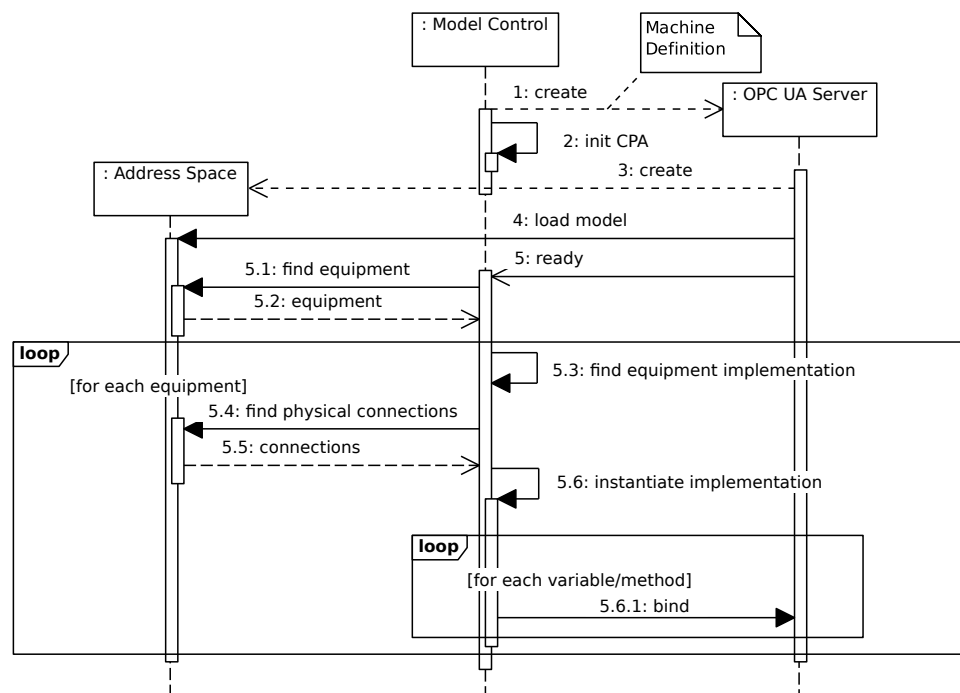 : Model Control
Machine
Definition
1: create
: OPC UA Server
2: init CPA
: Address Space
3: create
4: load model
5: ready
5.1: find equipment
5.2: equipment
loop
5.3: find equipment implementation
[for each equipment]
5.4: find physical connections
5.5: connections
5.6: instantiate implementation
loop
[for each variable/method]
5.6.1: bind